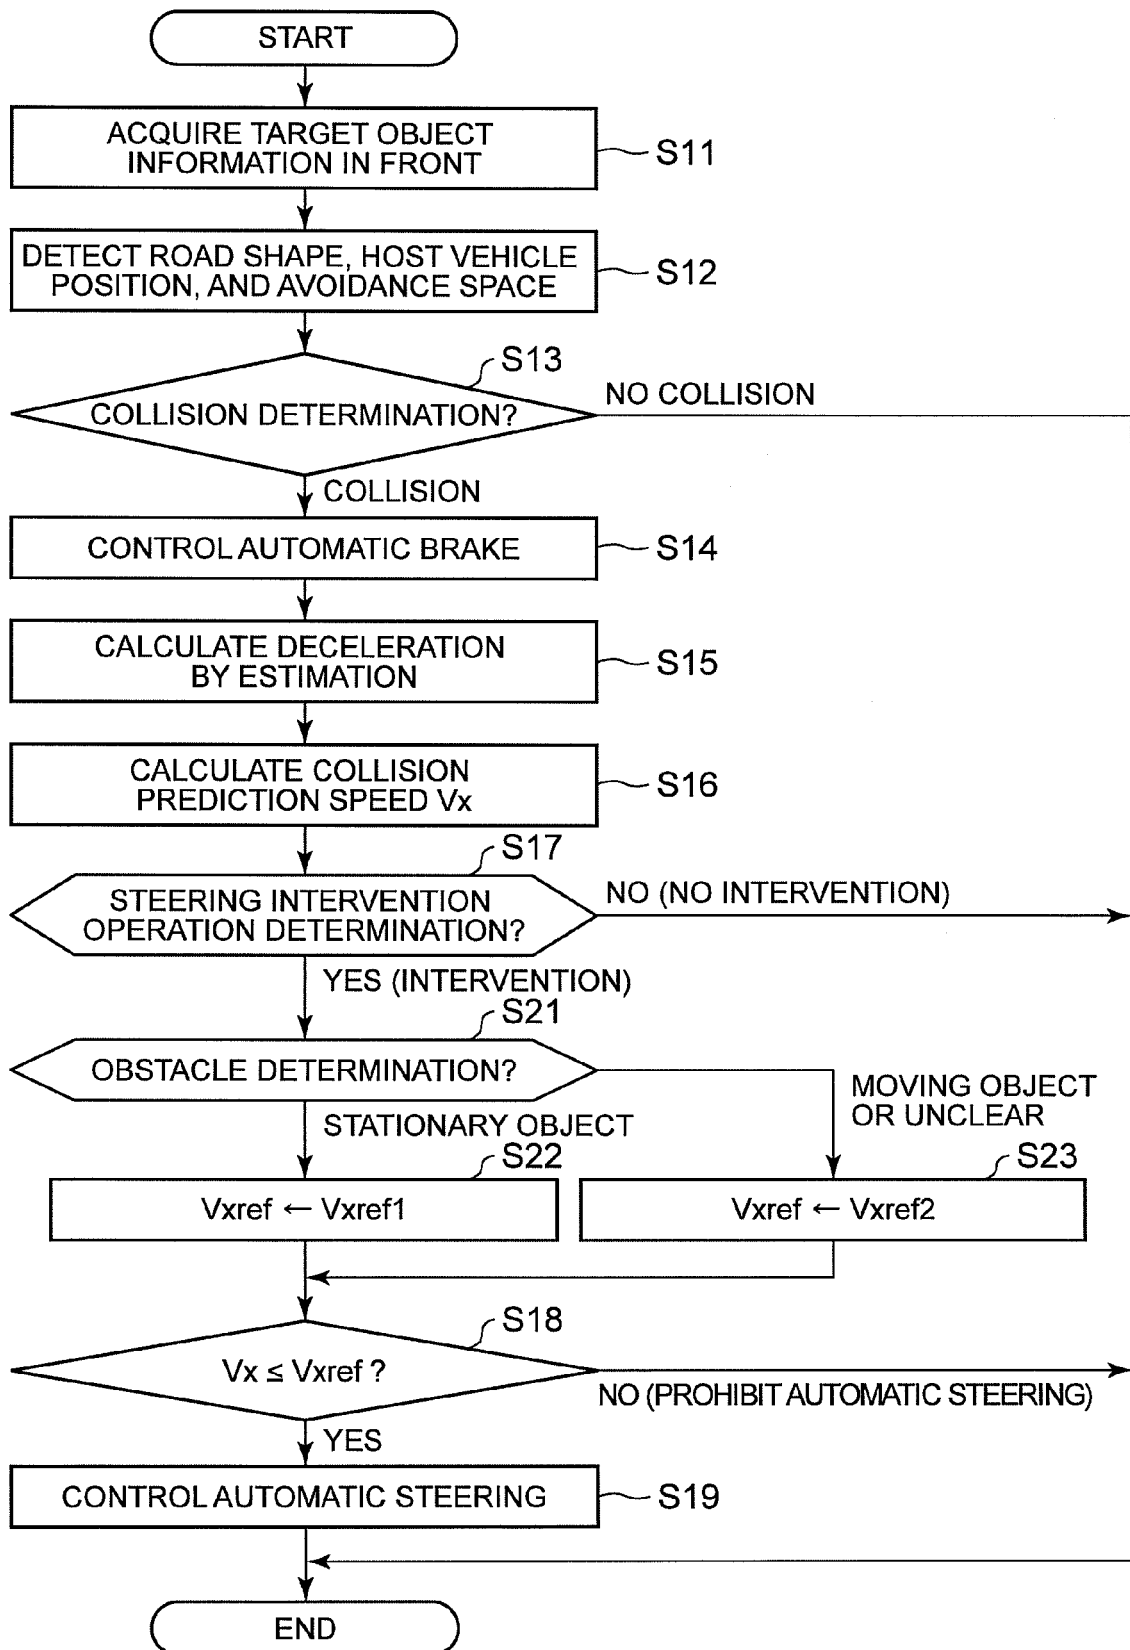 START
ACQUIRE TARGET OBJECT
INFORMATION IN FRONT
S11
DETECT ROAD SHAPE, HOST VEHICLE
POSITION, AND AVOIDANCE SPACE
S12
S13
COLLISION DETERMINATION?
NO COLLISION
COLLISION
CONTROL AUTOMATIC BRAKE
S14
CALCULATE DECELERATION
BY ESTIMATION
S15
CALCULATE COLLISION
PREDICTION SPEED Vx
S16
S17
STEERING INTERVENTION
OPERATION DETERMINATION?
NO (NO INTERVENTION)
YES (INTERVENTION)
S21
OBSTACLE DETERMINATION?
MOVING OBJECT
OR UNCLEAR
STATIONARY OBJECT
S22
S23
Vxref ← Vxref1
Vxref ← Vxref2
S18
Vx ≤ Vxref ?
NO (PROHIBIT AUTOMATIC STEERING)
YES
CONTROL AUTOMATIC STEERING
S19
END